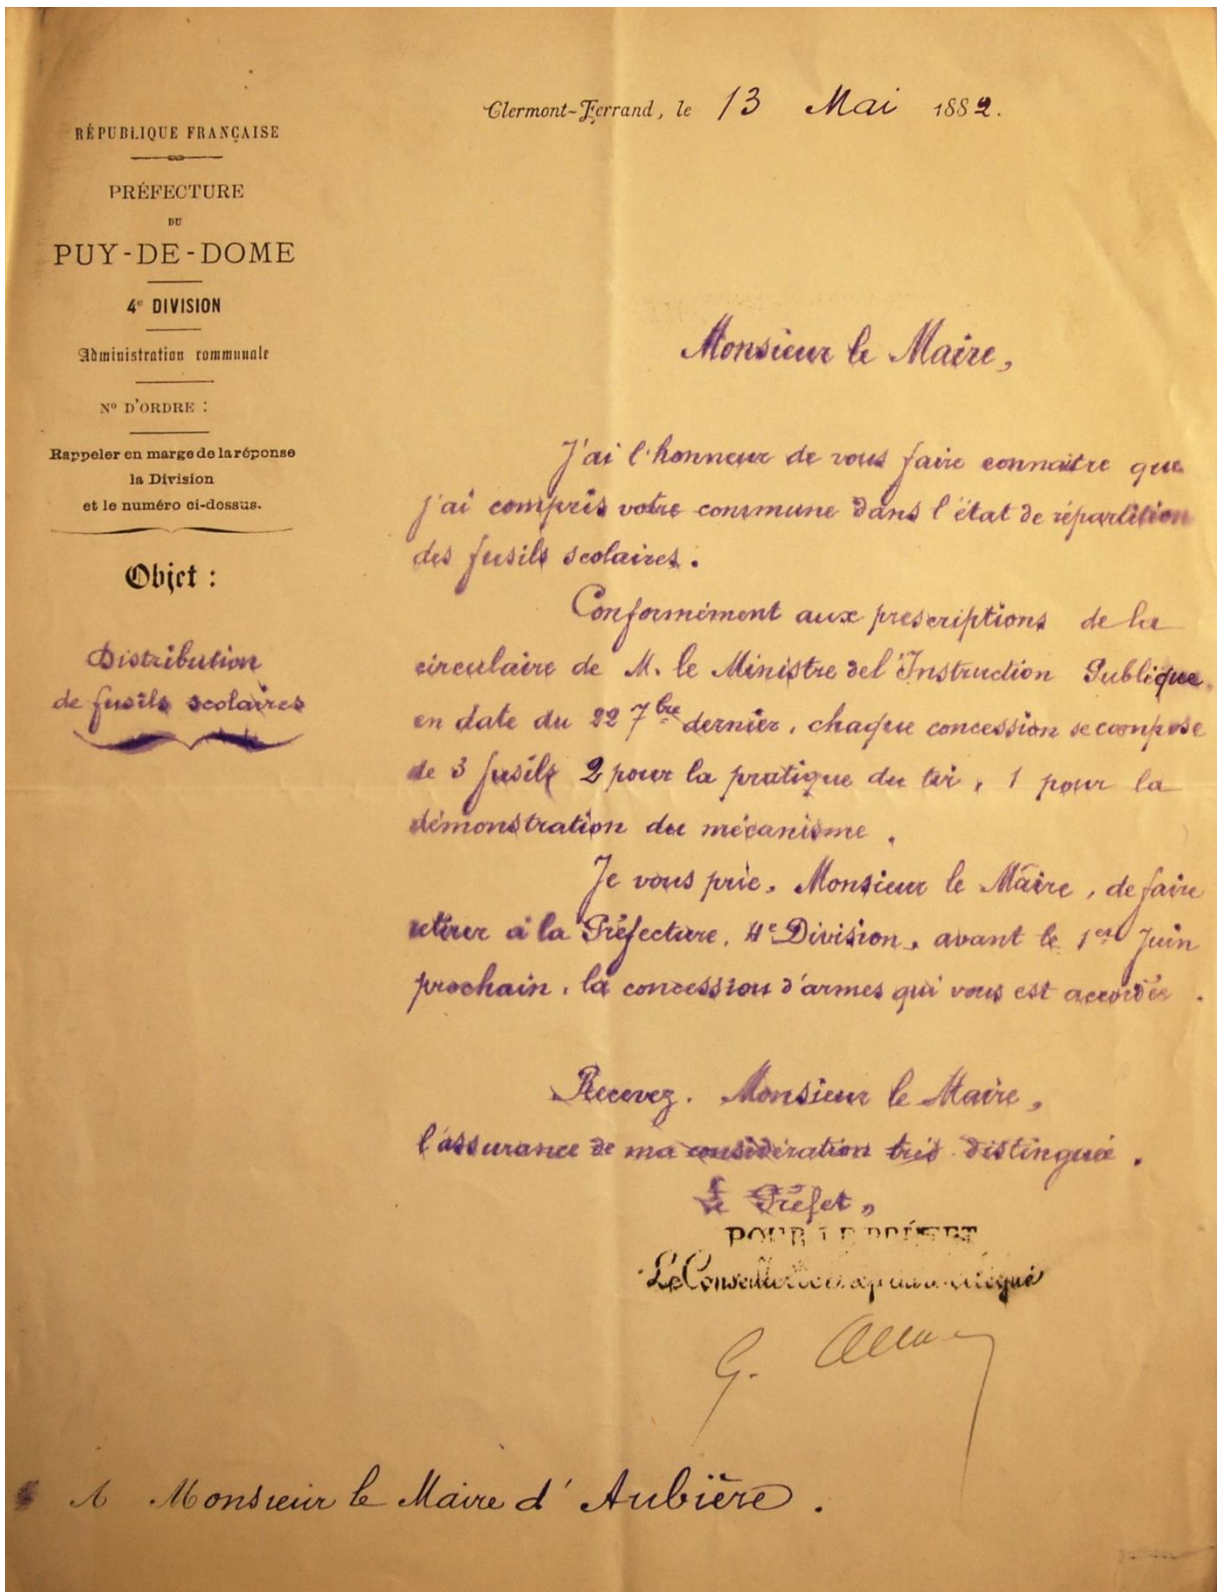 Clermont-Ferrand, le 13 Mai 1882.
RÉPUBLIQUE FRANÇAISE
PRÉFECTURE
DU
PUY-DE-DOME
4e DIVISION
Administration communale
No D'ORDRE :
Rappeler en marge de la réponse
la Division
et le numéro ci-dessus.
Objet :
Distribution
de fusils scolaires
Monsieur le Maire,
J'ai l'honneur de vous faire connaître que
j'ai compris votre commune dans l'état de répartition
des fusils scolaires.
Conformément aux prescriptions de la
circulaire de M. le Ministre de l'Instruction Publique,
en date du 22 7bre dernier, chaque concession se compose
de 3 fusils 2 pour la pratique du tir, 1 pour la
démonstration du mécanisme.
Je vous prie, Monsieur le Maire, de faire
retirer à la Préfecture, 4e Division, avant le 1er Juin
prochain, la concession d'armes qui vous est accordée.
Recevez, Monsieur le Maire,
l'assurance de ma considération très distinguée.
Le Préfet,
POUR LE PRÉFET
Le Conseiller délégué
G.
A Monsieur le Maire d'Aubière.